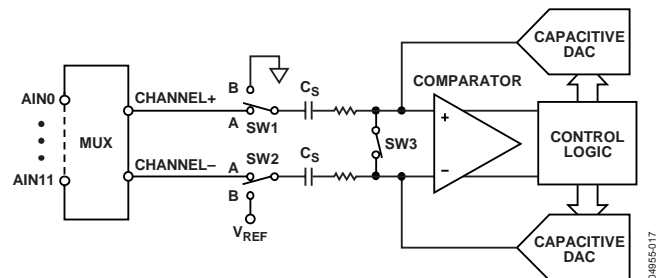 CAPACITIVE
DAC
B
AIN0
CHANNEL+
CS
COMPARATOR
A
SW1
+
MUX
SW3
CONTROL
LOGIC
CHANNEL–
A
SW2
CS
–
AIN11
B
VREF
CAPACITIVE
DAC
04955-017